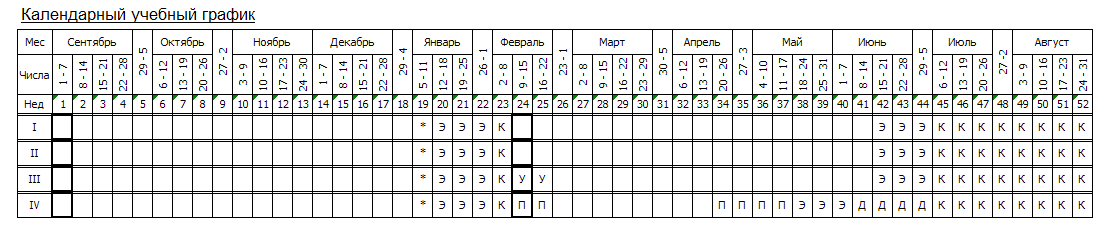 Календарный учебный график
Мес Сентябрь 29 - 5 Октябрь 27 - 2 Ноябрь Декабрь 29 - 4 Январь 26 - 1 Февраль 23 - 1 Март 30 - 5 Апрель 27 - 3 Май Июнь 29 - 5 Июль 27 - 2 Август
Числа 1 - 7 8 - 14 15 - 21 22 - 28 6 - 12 13 - 19 20 - 26 3 - 9 10 - 16 17 - 23 24 - 30 1 - 7 8 - 14 15 - 21 22 - 28 5 - 11 12 - 18 19 - 25 2 - 8 9 - 15 16 - 22 2 - 8 9 - 15 16 - 22 23 - 29 6 - 12 13 - 19 20 - 26 4 - 10 11 - 17 18 - 24 25 - 31 1 - 7 8 - 14 15 - 21 22 - 28 6 - 12 13 - 19 20 - 26 3 - 9 10 - 16 17 - 23 24 - 31
Нед 1 2 3 4 5 6 7 8 9 10 11 12 13 14 15 16 17 18 19 20 21 22 23 24 25 26 27 28 29 30 31 32 33 34 35 36 37 38 39 40 41 42 43 44 45 46 47 48 49 50 51 52
I * Э Э Э К Э Э Э К К К К К К К К
II * Э Э Э К Э Э Э К К К К К К К К
III * Э Э Э К У У Э Э Э К К К К К К К К
IV * Э Э Э К П П П П П П Э Э Э Д Д Д Д К К К К К К К К